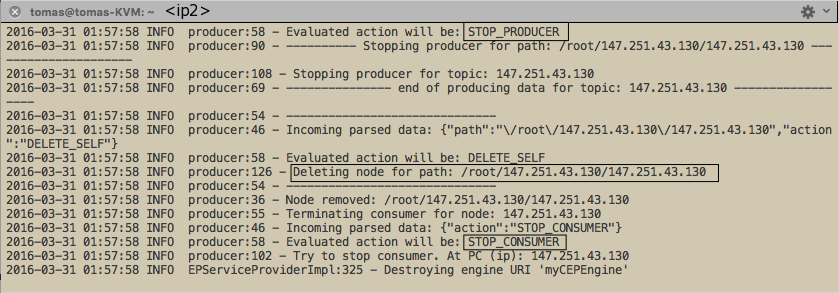 tomas@tomas-KVM: ~ <ip2>
2016-03-31 01:57:58 INFO  producer:58 - Evaluated action will be: STOP_PRODUCER
2016-03-31 01:57:58 INFO  producer:90 - ---------- Stopping producer for path: /root/147.251.43.130/147.251.43.130 ---
------------------
2016-03-31 01:57:58 INFO  producer:108 - Stopping producer for topic: 147.251.43.130
2016-03-31 01:57:58 INFO  producer:69 - --------------- end of producing data for topic: 147.251.43.130 ---------------
----
2016-03-31 01:57:58 INFO  producer:54 - ------------------------------
2016-03-31 01:57:58 INFO  producer:46 - Incoming parsed data: {"path":"\/root\/147.251.43.130\/147.251.43.130","action
":"DELETE_SELF"}
2016-03-31 01:57:58 INFO  producer:58 - Evaluated action will be: DELETE_SELF
2016-03-31 01:57:58 INFO  producer:126 - Deleting node for path: /root/147.251.43.130/147.251.43.130
2016-03-31 01:57:58 INFO  producer:54 - ------------------------------
2016-03-31 01:57:58 INFO  producer:36 - Node removed: /root/147.251.43.130/147.251.43.130
2016-03-31 01:57:58 INFO  producer:55 - Terminating consumer for node: 147.251.43.130
2016-03-31 01:57:58 INFO  producer:46 - Incoming parsed data: {"action":"STOP_CONSUMER"}
2016-03-31 01:57:58 INFO  producer:58 - Evaluated action will be: STOP_CONSUMER
2016-03-31 01:57:58 INFO  producer:102 - Try to stop consumer. At PC (ip): 147.251.43.130
2016-03-31 01:57:58 INFO  EPServiceProviderImpl:325 - Destroying engine URI 'myCEPEngine'